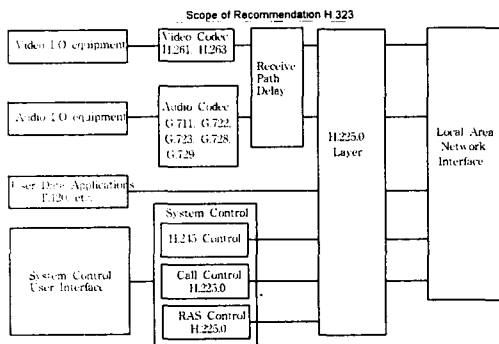 Scope of Recommendation H.323
Video I/O equipment
Video Codec
H.261, H.263
Receive
Path
Delay
Audio I/O equipment
Audio Codec
G.711, G.722,
G.723, G.728,
G.729
H.225.0
Layer
Local Area
Network
Interface
User Data Applications
T.120, etc.
System Control
User Interface
System Control
H.245 Control
Call Control
H.225.0
RAS Control
H.225.0